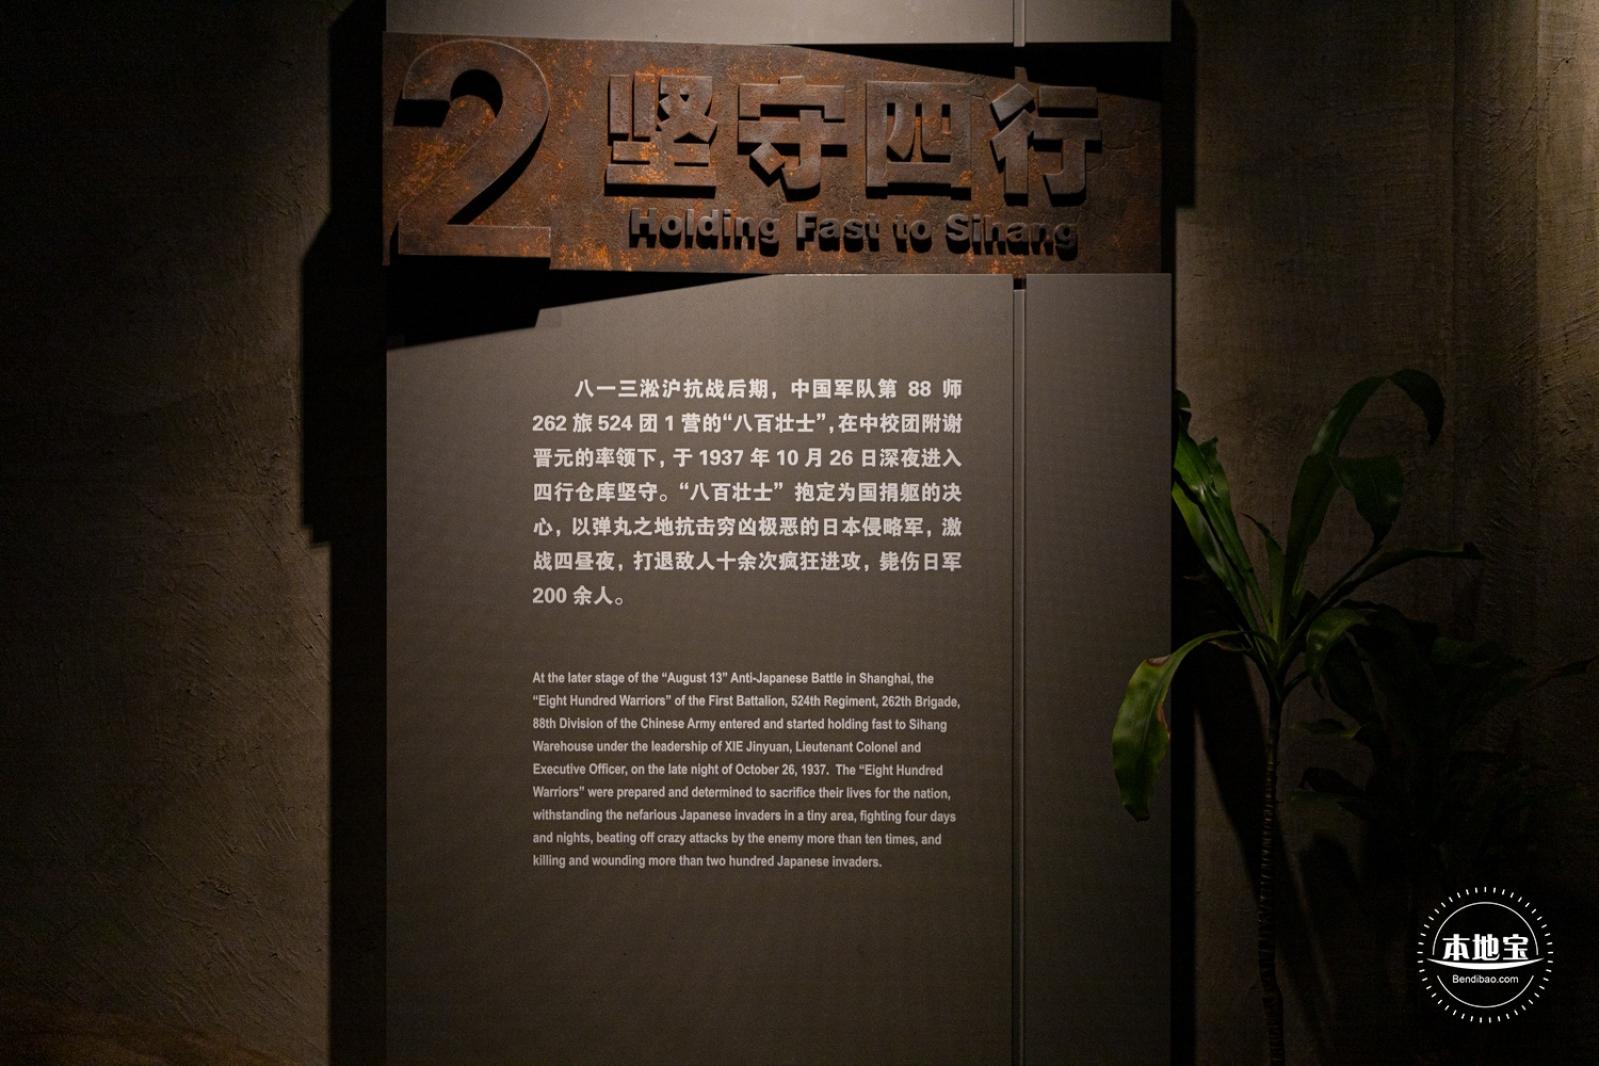 2 坚守四行
Holding Fast to Sihang
八一三淞沪抗战后期，中国军队第 88 师
262 旅 524 团 1 营的“八百壮士”，在中校团附谢
晋元的率领下，于 1937 年 10 月 26 日深夜进入
四行仓库坚守。“八百壮士” 抱定为国捐躯的决
心，以弹丸之地抗击穷凶极恶的日本侵略军，激
战四昼夜，打退敌人十余次疯狂进攻，毙伤日军
200 余人。
At the later stage of the “August 13” Anti-Japanese Battle in Shanghai, the
“Eight Hundred Warriors” of the First Battalion, 524th Regiment, 262th Brigade,
88th Division of the Chinese Army entered and started holding fast to Sihang
Warehouse under the leadership of XIE Jinyuan, Lieutenant Colonel and
Executive Officer, on the late night of October 26, 1937. The “Eight Hundred
Warriors” were prepared and determined to sacrifice their lives for the nation,
withstanding the nefarious Japanese invaders in a tiny area, fighting four days
and nights, beating off crazy attacks by the enemy more than ten times, and
killing and wounding more than two hundred Japanese invaders.
本地宝
Bendibao.com